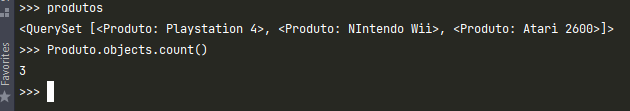 >>> produtos
<QuerySet [<Produto: Playstation 4>, <Produto: NIntendo Wii>, <Produto: Atari 2600>]>
>>> Produto.objects.count()
3
>>>
Favorites